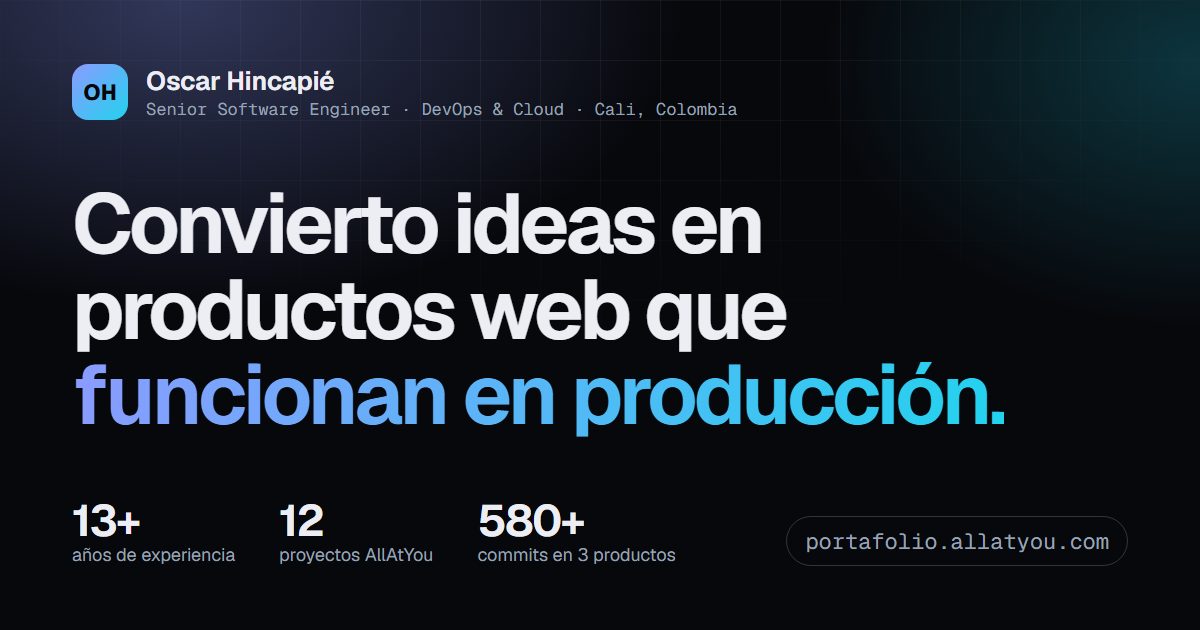 OH
Oscar Hincapié
Senior Software Engineer · DevOps & Cloud · Cali, Colombia
Convierto ideas en
productos web que
funcionan en producción.
13+
años de experiencia
12
proyectos AllAtYou
580+
commits en 3 productos
portafolio.allatyou.com